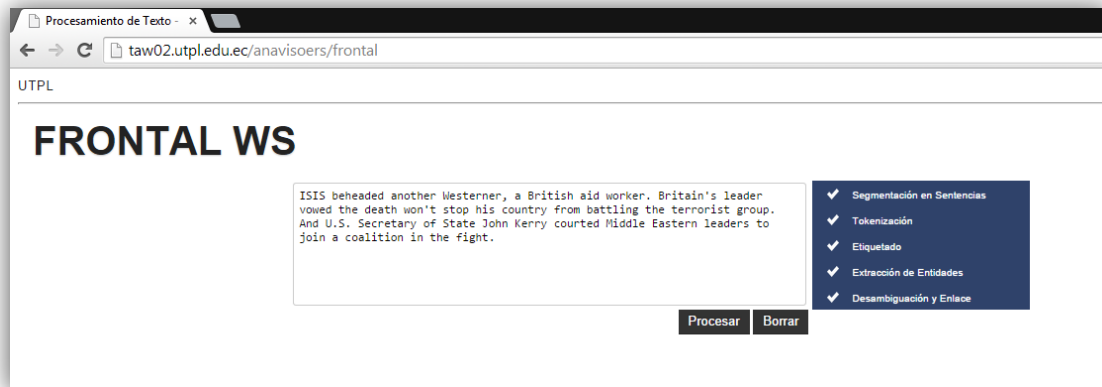 Procesamiento de Texto -
taw02.utpl.edu.ec/anavisoers/frontal
UTPL
FRONTAL WS
ISIS beheaded another Westerner, a British aid worker. Britain's leader
vowed the death won't stop his country from battling the terrorist group.
And U.S. Secretary of State John Kerry courted Middle Eastern leaders to
join a coalition in the fight.
Segmentación en Sentencias
Tokenización
Etiquetado
Extracción de Entidades
Desambiguación y Enlace
Procesar Borrar